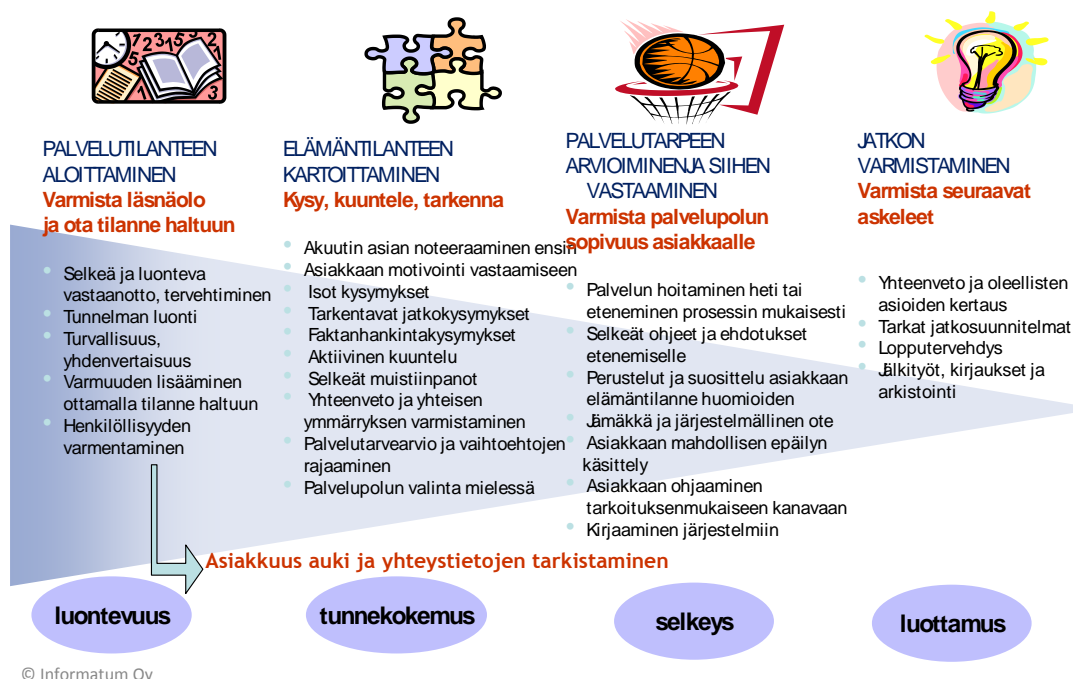 PALVELUTILANTEEN
ALOITTAMINEN
Varmista läsnäolo
ja ota tilanne haltuun
Selkeä ja luonteva
vastaanotto, tervehtiminen
Tunnelman luonti
Turvallisuus,
yhdenvertaisuus
Varmuuden lisääminen
ottamalla tilanne haltuun
Henkilöllisyyden
varmentaminen
ELÄMÄNTILANTEEN
KARTOITTAMINEN
Kysy, kuuntele, tarkenna
Akuutin asian noteeraaminen ensin
Asiakkaan motivointi vastaamiseen
Isot kysymykset
Tarkentavat jatkokysymykset
Faktanhankintakysymykset
Aktiivinen kuuntelu
Selkeät muistiinpanot
Yhteenveto ja yhteisen
ymmärryksen varmistaminen
Palvelutarvearvio ja vaihtoehtojen
rajaaminen
Palvelupolun valinta mielessä
PALVELUTARPEEN
ARVIOIMINENJA SIIHEN
VASTAAMINEN
Varmista palvelupolun
sopivuus asiakkaalle
Palvelun hoitaminen heti tai
eteneminen prosessin mukaisesti
Selkeät ohjeet ja ehdotukset
etenemiselle
Perustelut ja suosittelu asiakkaan
elämäntilanne huomioiden
Jämäkkä ja järjestelmällinen ote
Asiakkaan mahdollisen epäilyn
käsittely
Asiakkaan ohjaaminen
tarkoituksenmukaiseen kanavaan
Kirjaaminen järjestelmiin
JATKON
VARMISTAMINEN
Varmista seuraavat
askeleet
Yhteenveto ja oleellisten
asioiden kertaus
Tarkat jatkosuunnitelmat
Lopputervehdys
Jälkityöt, kirjaukset ja
arkistointi
Asiakkuus auki ja yhteystietojen tarkistaminen
luontevuus
tunnekokemus
selkeys
luottamus
© Informatum Oy